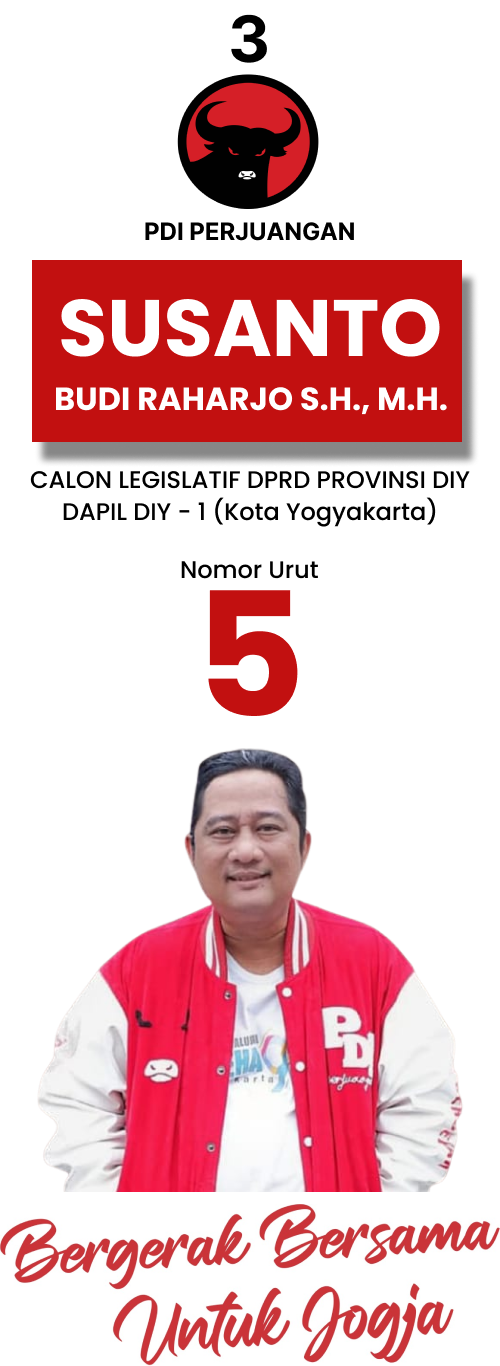 3
PDI PERJUANGAN
SUSANTO
BUDI RAHARJO S.H., M.H.
CALON LEGISLATIF DPRD PROVINSI DIY
DAPIL DIY - 1 (Kota Yogyakarta)
Nomor Urut
5
PDI
Bergerak Bersama
Untuk Jogja